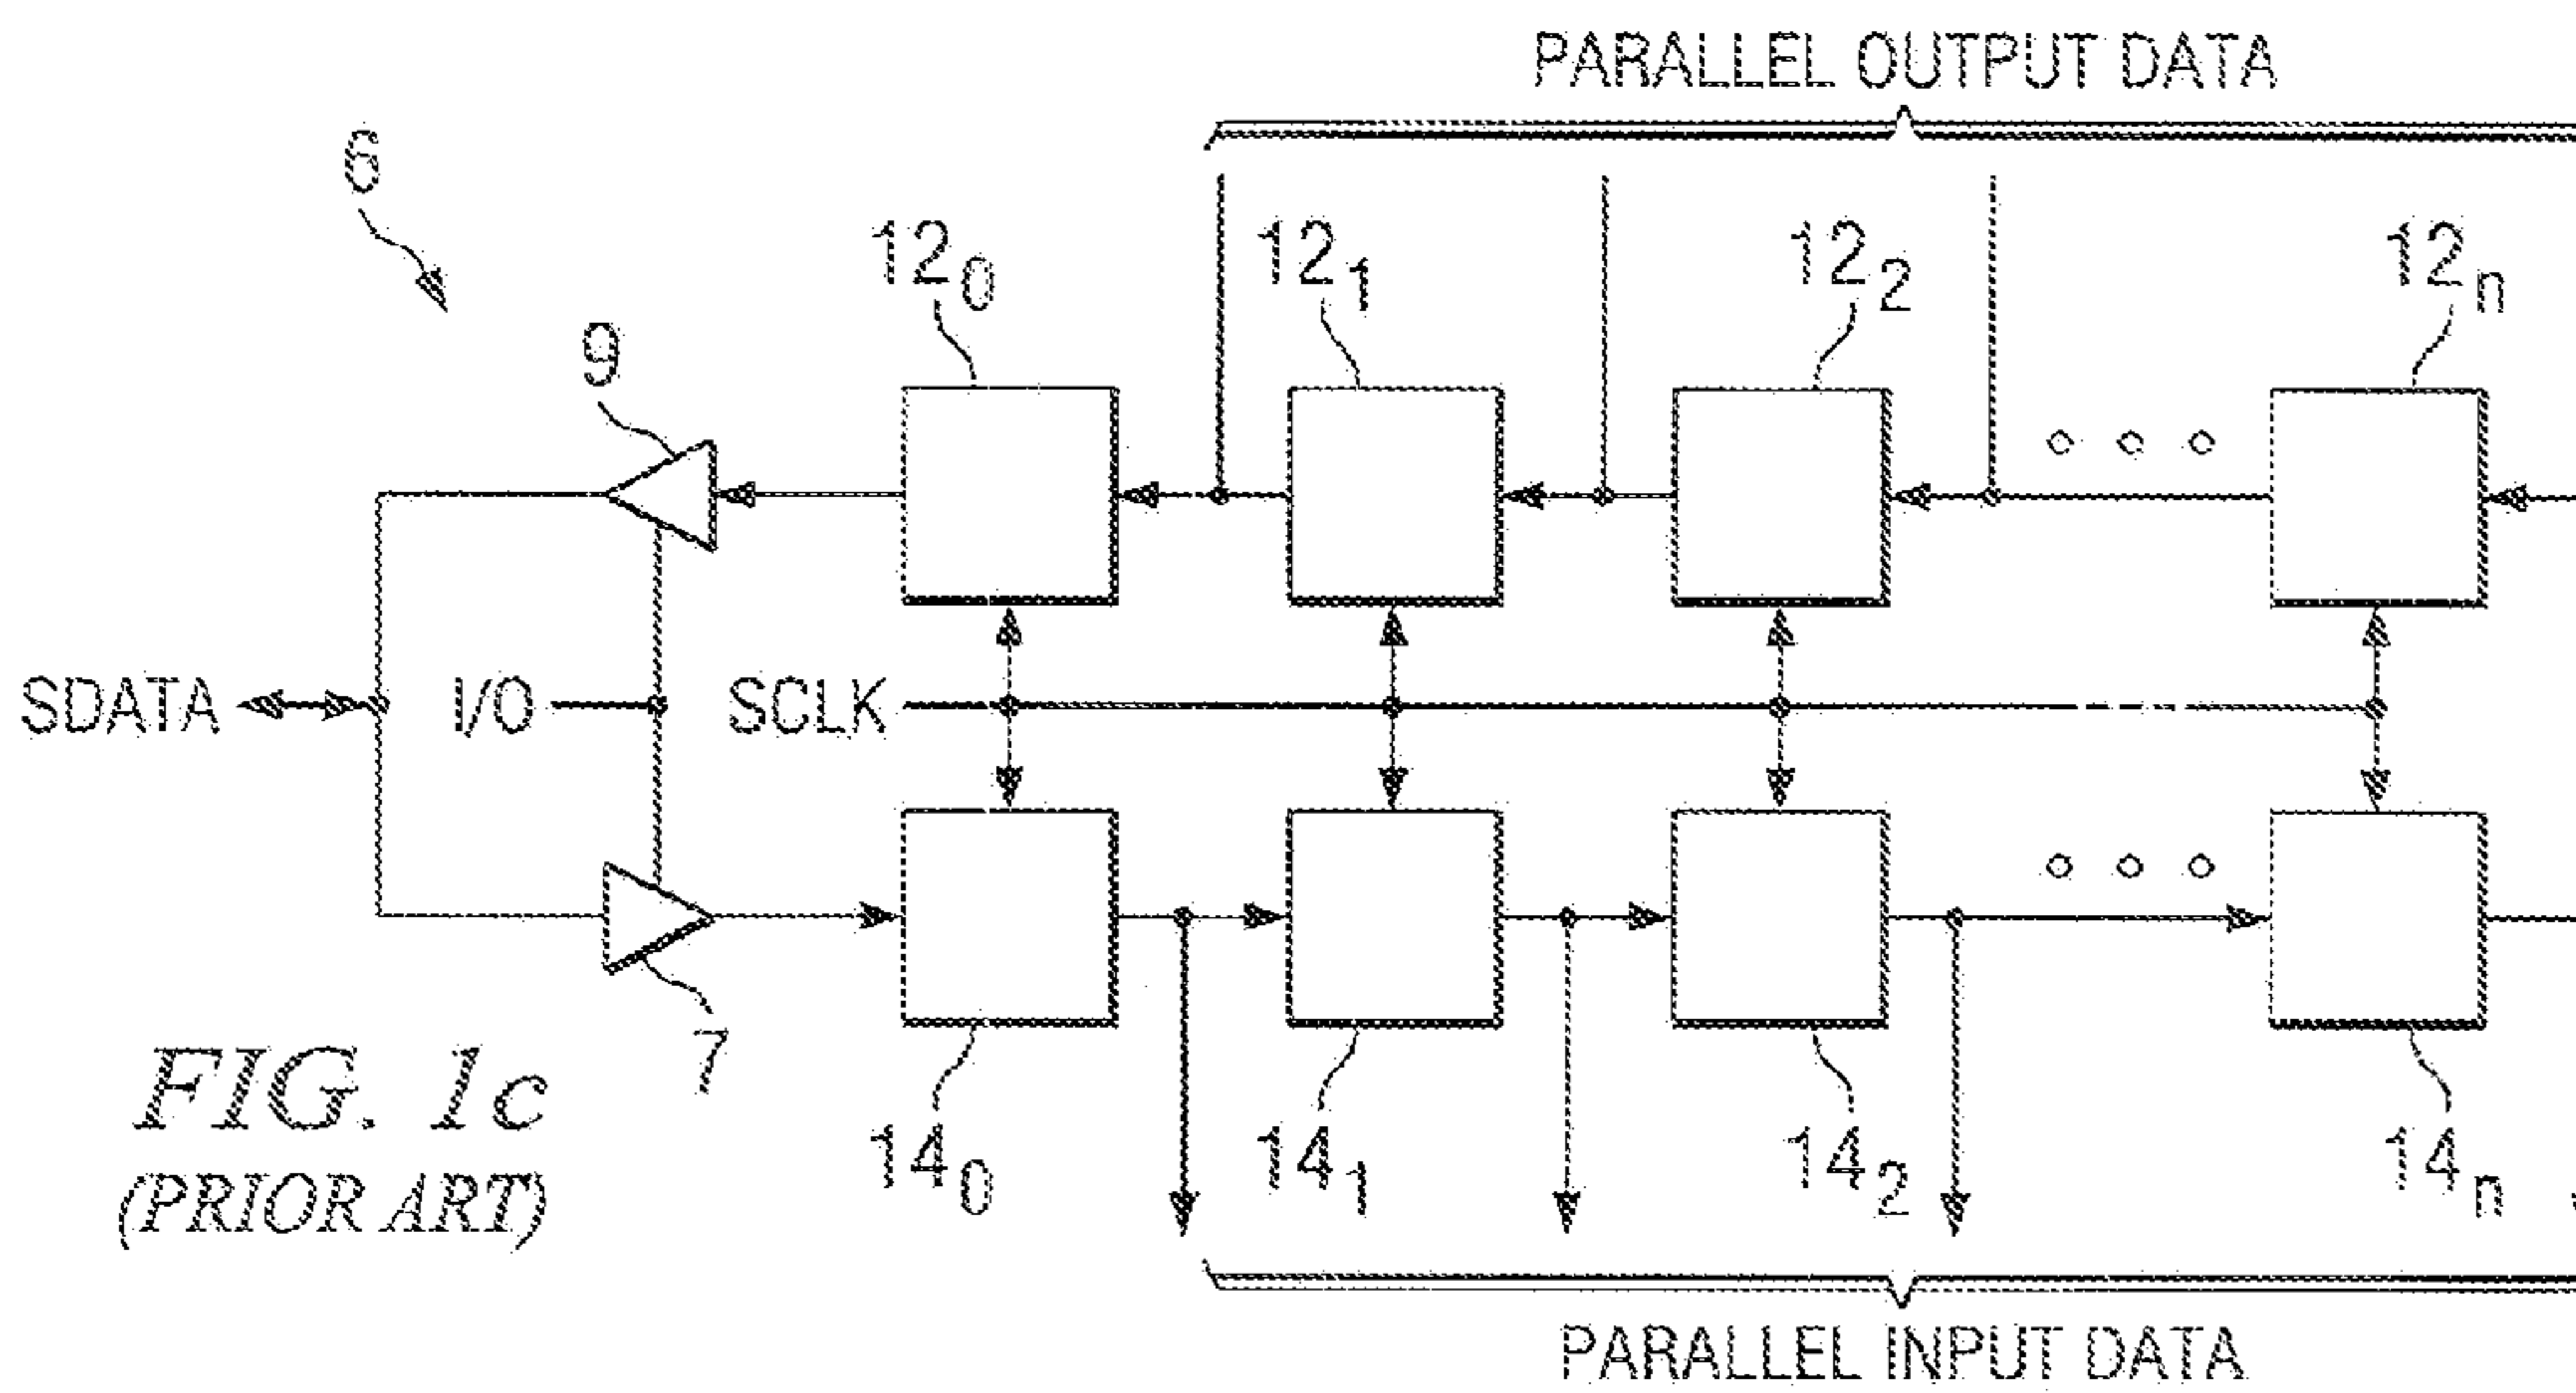 PARALLEL OUTPUT DATA
6
12₀
12₁
12₂
12ₙ
9
SDATA
I/O
SCLK
7
14₀
14₁
14₂
14ₙ
FIG. 1c
(PRIOR ART)
PARALLEL INPUT DATA